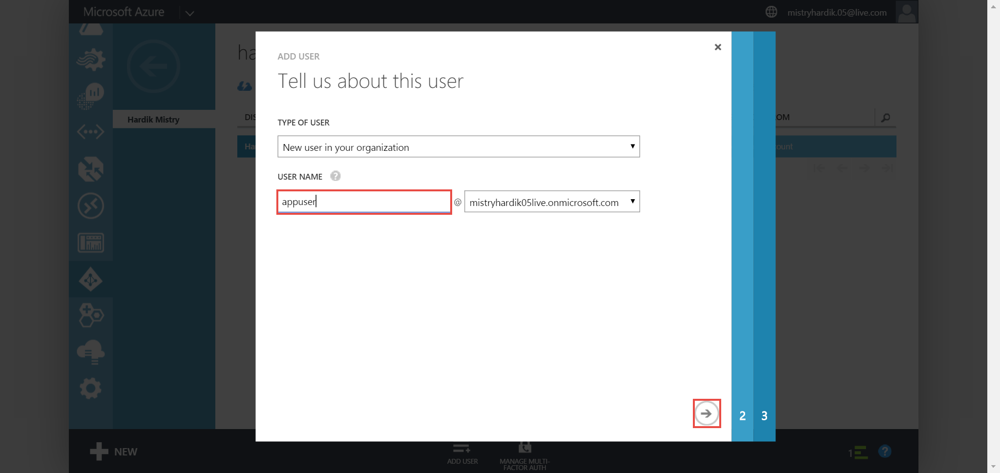 Microsoft Azure
mistryhardik.05@live.com
ha
Hardik Mistry
DIS
OM
Ha
ount
ADD USER
Tell us about this user
TYPE OF USER
New user in your organization
USER NAME ?
appuser @ mistryhardik05live.onmicrosoft.com
2 3
NEW
ADD USER
MANAGE MULTI-
FACTOR AUTH
1
?